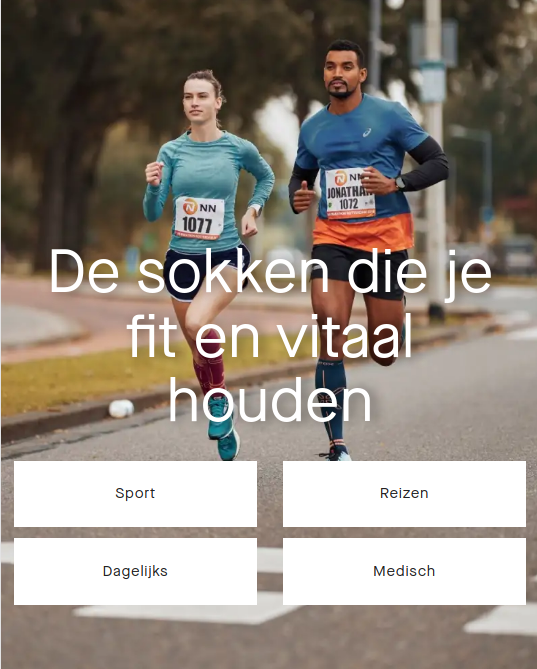 NN
1077
NN
JONATHAN
1072
De sokken die je
fit en vitaal
houden
Sport
Reizen
Dagelijks
Medisch